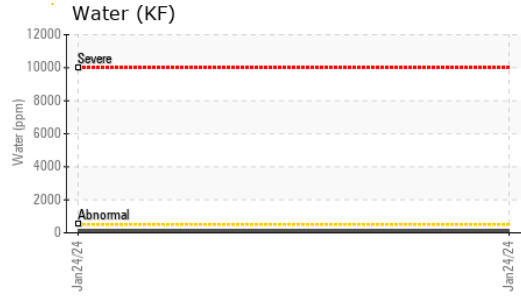 Water (KF)
12000
Severe
10000
8000
6000
4000
2000
Abnormal
0
Water (ppm)
Jan24/24
Jan24/24